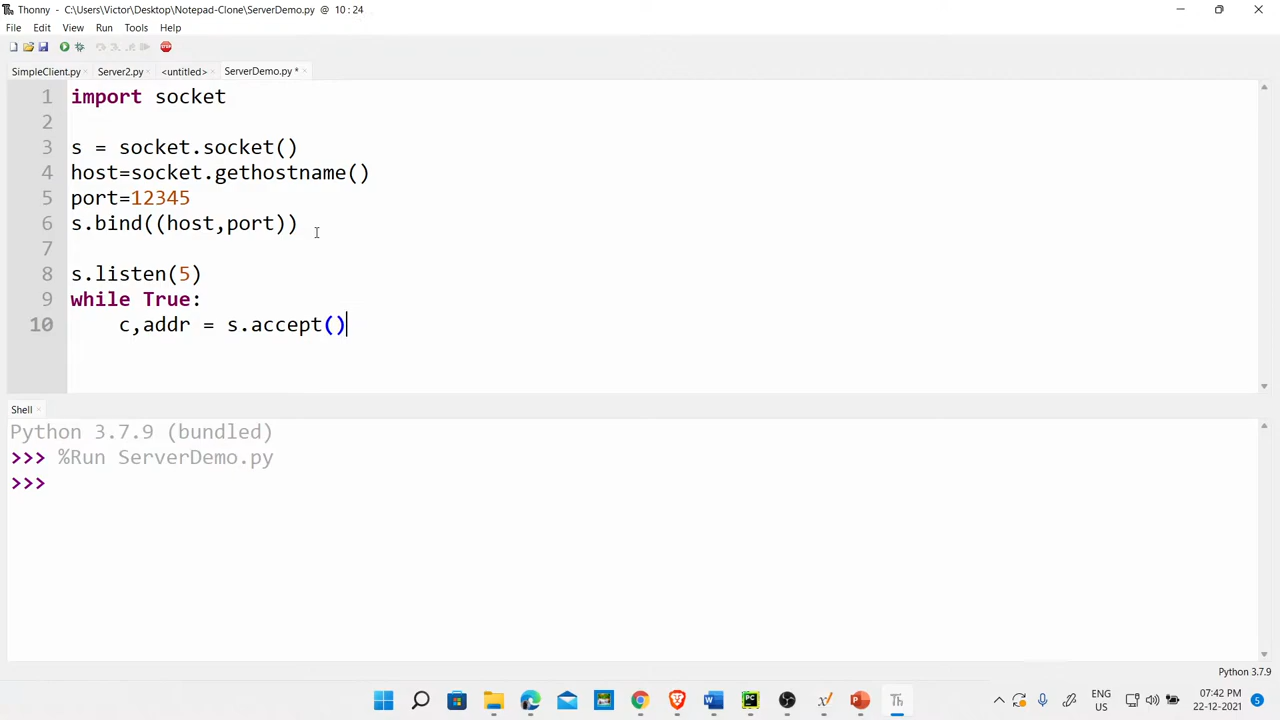 Thonny - C:\Users\Victor\Desktop\Notepad-Clone\ServerDemo.py @ 10:24
File Edit View Run Tools Help
SimpleClient.py × Server2.py × <untitled> × ServerDemo.py * ×
1 import socket
2
3 s = socket.socket()
4 host=socket.gethostname()
5 port=12345
6 s.bind((host,port))
7
8 s.listen(5)
9 while True:
10 c,addr = s.accept()
Shell ×
Python 3.7.9 (bundled)
>>> %Run ServerDemo.py
>>>
Python 3.7.9
ENG 07:42 PM
US 22-12-2021 5